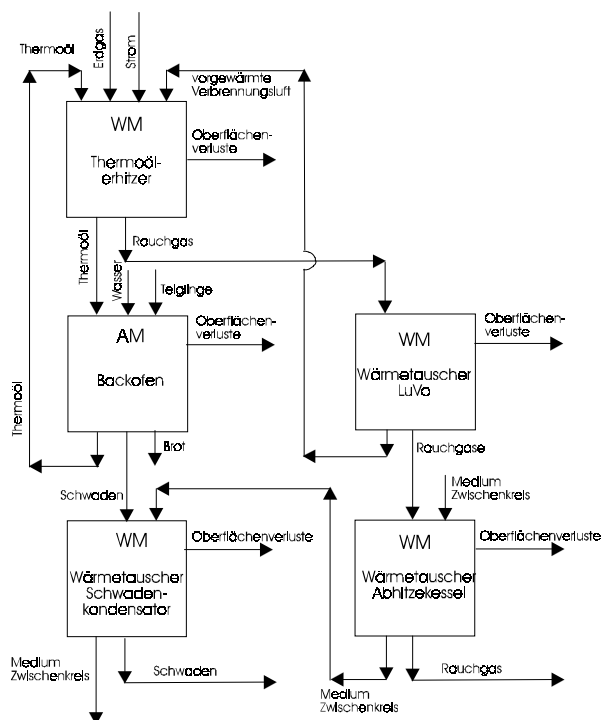 Thermoöl
Erdgas
Strom
vorgewärmte
Verbrennungsluft
WM
Thermoöl-
erhitzer
Oberflächen-
verluste
Thermoöl
Rauchgas
Wasser
Teiglinge
AM
Backofen
Oberflächen-
verluste
WM
Wärmetauscher
LuVo
Oberflächen-
verluste
Thermoöl
Brot
Rauchgase
Schwaden
Medium
Zwischenkreis
WM
Wärmetauscher
Schwaden-
kondensator
Oberflächenverluste
WM
Wärmetauscher
Abhitzekessel
Oberflächenverluste
Medium
Zwischenkreis
Schwaden
Medium
Zwischenkreis
Rauchgas